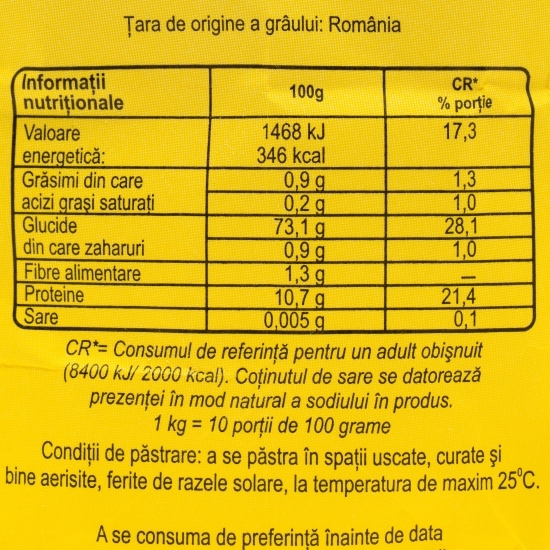 Țara de origine a grâului: România
Informații nutriționale 100g CR* % porție
Valoare energetică: 1468 kJ 346 kcal 17,3
Grăsimi din care 0,9 g 1,3
acizi grași saturați 0,2 g 1,0
Glucide 73,1 g 28,1
din care zaharuri 0,9 g 1,0
Fibre alimentare 1,3 g –
Proteine 10,7 g 21,4
Sare 0,005 g 0,1
CR*= Consumul de referință pentru un adult obișnuit
(8400 kJ/ 2000 kcal). Coținutul de sare se datorează
prezenței în mod natural a sodiului în produs.
1 kg = 10 porții de 100 grame
Condiții de păstrare: a se păstra în spații uscate, curate și
bine aerisite, ferite de razele solare, la temperatura de maxim 25°C.
A se consuma de preferință înainte de data